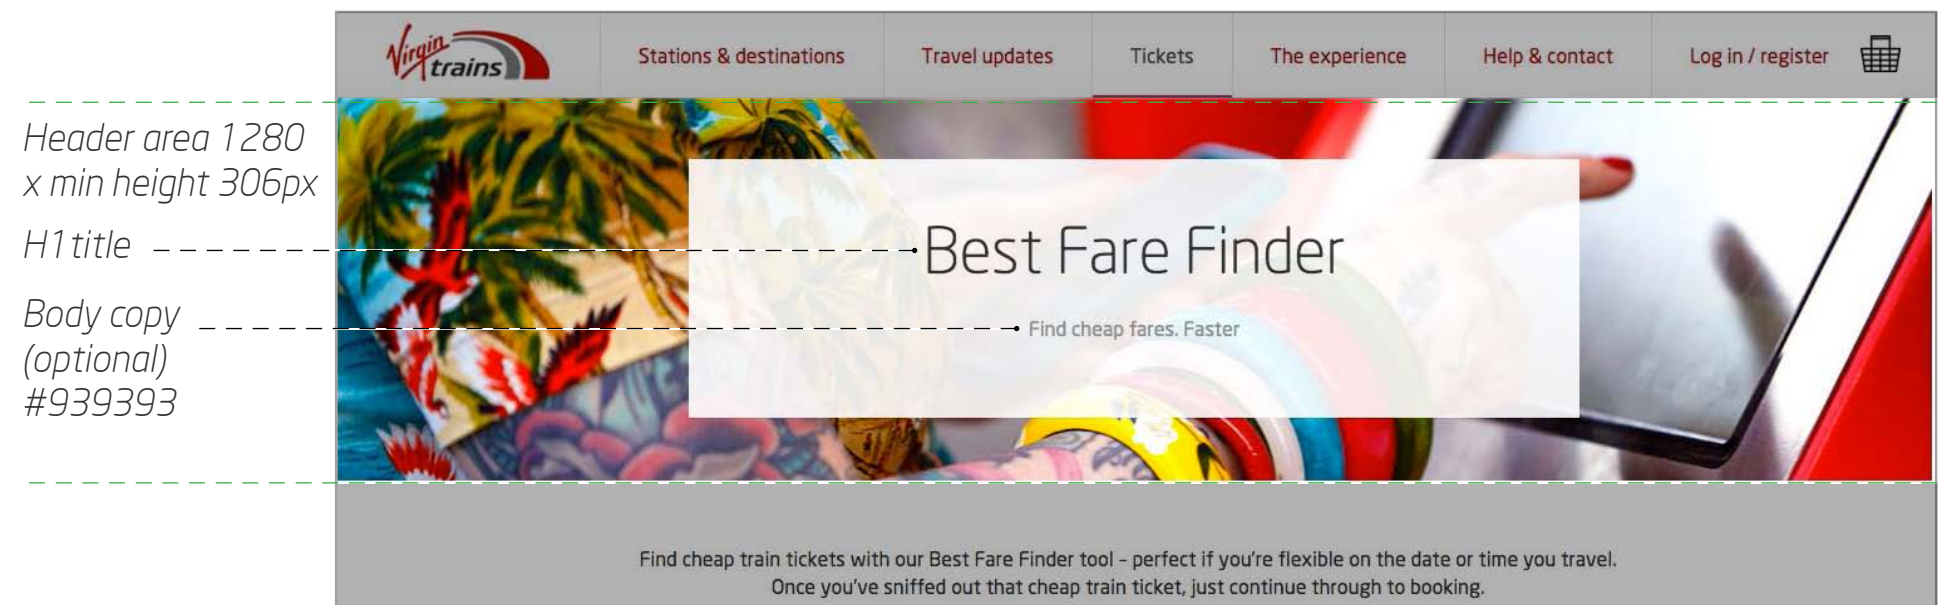 Virgin
trains
Stations & destinations
Travel updates
Tickets
The experience
Help & contact
Log in / register
Header area 1280
x min height 306px
H1 title
Best Fare Finder
Body copy
(optional)
#939393
Find cheap fares. Faster
Find cheap train tickets with our Best Fare Finder tool – perfect if you're flexible on the date or time you travel.
Once you've sniffed out that cheap train ticket, just continue through to booking.